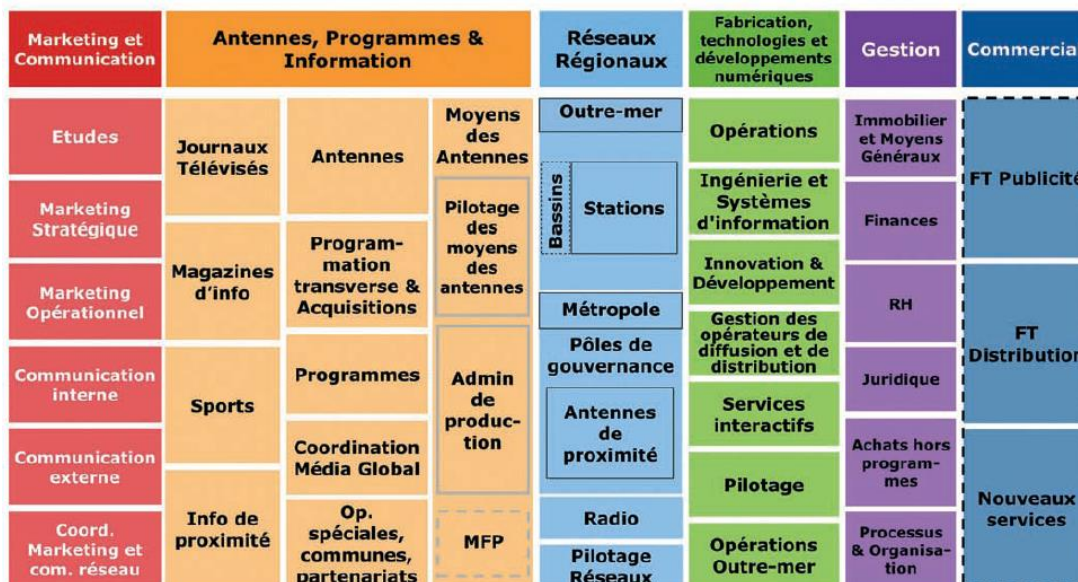 Marketing et
Communication
Antennes, Programmes &
Information
Réseaux
Régionaux
Fabrication,
technologies et
développements
numériques
Gestion
Commercial
Etudes
Marketing
Stratégique
Marketing
Opérationnel
Communication
interne
Communication
externe
Coord.
Marketing et
com. réseau
Journaux
Télévisés
Magazines
d'info
Sports
Info de
proximité
Antennes
Program-
mation
transverse &
Acquisitions
Programmes
Coordination
Média Global
Op.
spéciales,
communes,
partenariats
Moyens
des
Antennes
Pilotage
des
moyens
des
antennes
Admin
de
produc-
tion
MFP
Outre-mer
Bassins
Stations
Métropole
Pôles de
gouvernance
Antennes
de
proximité
Radio
Pilotage
Réseaux
Opérations
Ingénierie et
Systèmes
d'information
Innovation &
Développement
Gestion des
opérateurs de
diffusion et de
distribution
Services
interactifs
Pilotage
Opérations
Outre-mer
Immobilier
et Moyens
Généraux
Finances
RH
Juridique
Achats hors
program-
mes
Processus
& Organisa-
tion
FT Publicité
FT
Distribution
Nouveaux
services